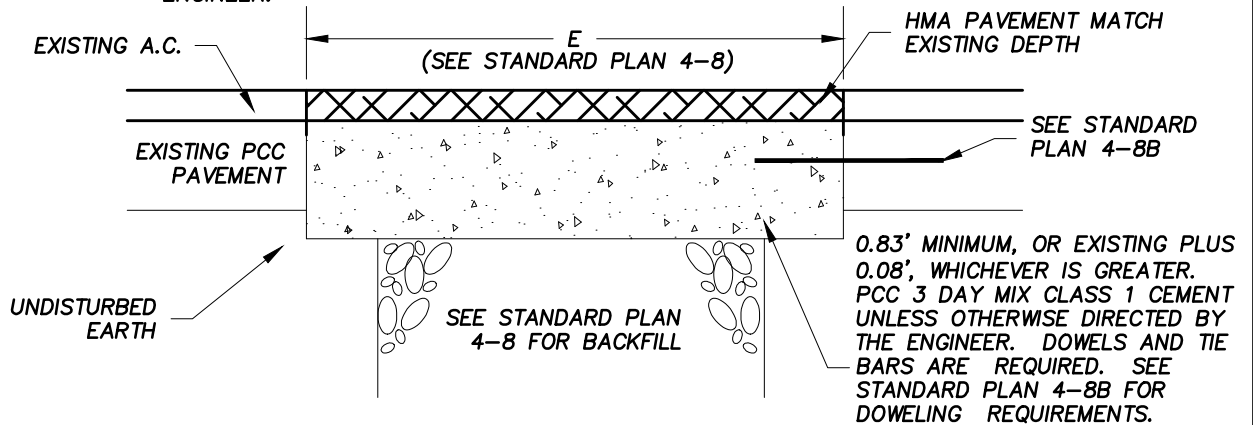 ENGINEER.
EXISTING A.C.
E
(SEE STANDARD PLAN 4-8)
HMA PAVEMENT MATCH
EXISTING DEPTH
EXISTING PCC
PAVEMENT
SEE STANDARD
PLAN 4-8B
UNDISTURBED
EARTH
SEE STANDARD PLAN
4-8 FOR BACKFILL
0.83' MINIMUM, OR EXISTING PLUS
0.08', WHICHEVER IS GREATER.
PCC 3 DAY MIX CLASS 1 CEMENT
UNLESS OTHERWISE DIRECTED BY
THE ENGINEER. DOWELS AND TIE
BARS ARE REQUIRED. SEE
STANDARD PLAN 4-8B FOR
DOWELING REQUIREMENTS.